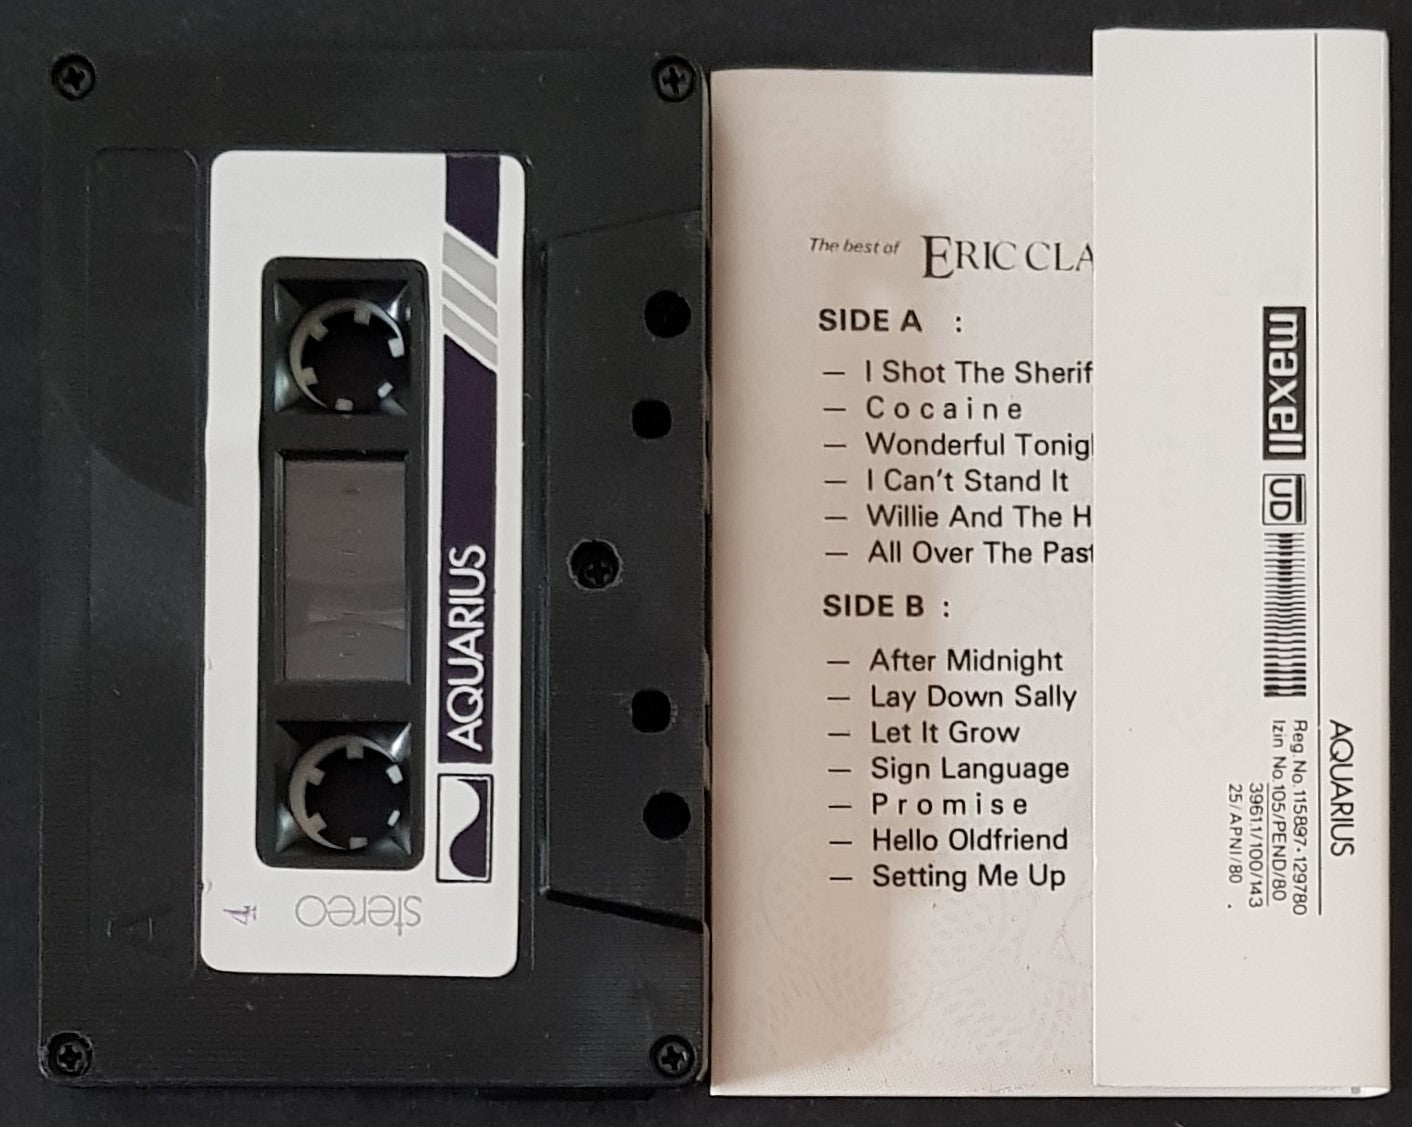 AQUARIUS
stereo
4
The best of ERIC CLA
SIDE A :
— I Shot The Sherif
— Cocaine
— Wonderful Tonig
— I Can't Stand It
— Willie And The H
— All Over The Past
SIDE B :
— After Midnight
— Lay Down Sally
— Let It Grow
— Sign Language
— Promise
— Hello Oldfriend
— Setting Me Up
maxell UD
AQUARIUS
Reg. No. 115897-129780
Izin No. 105/PEND/80
3961.1/100/143
25/APNI/80